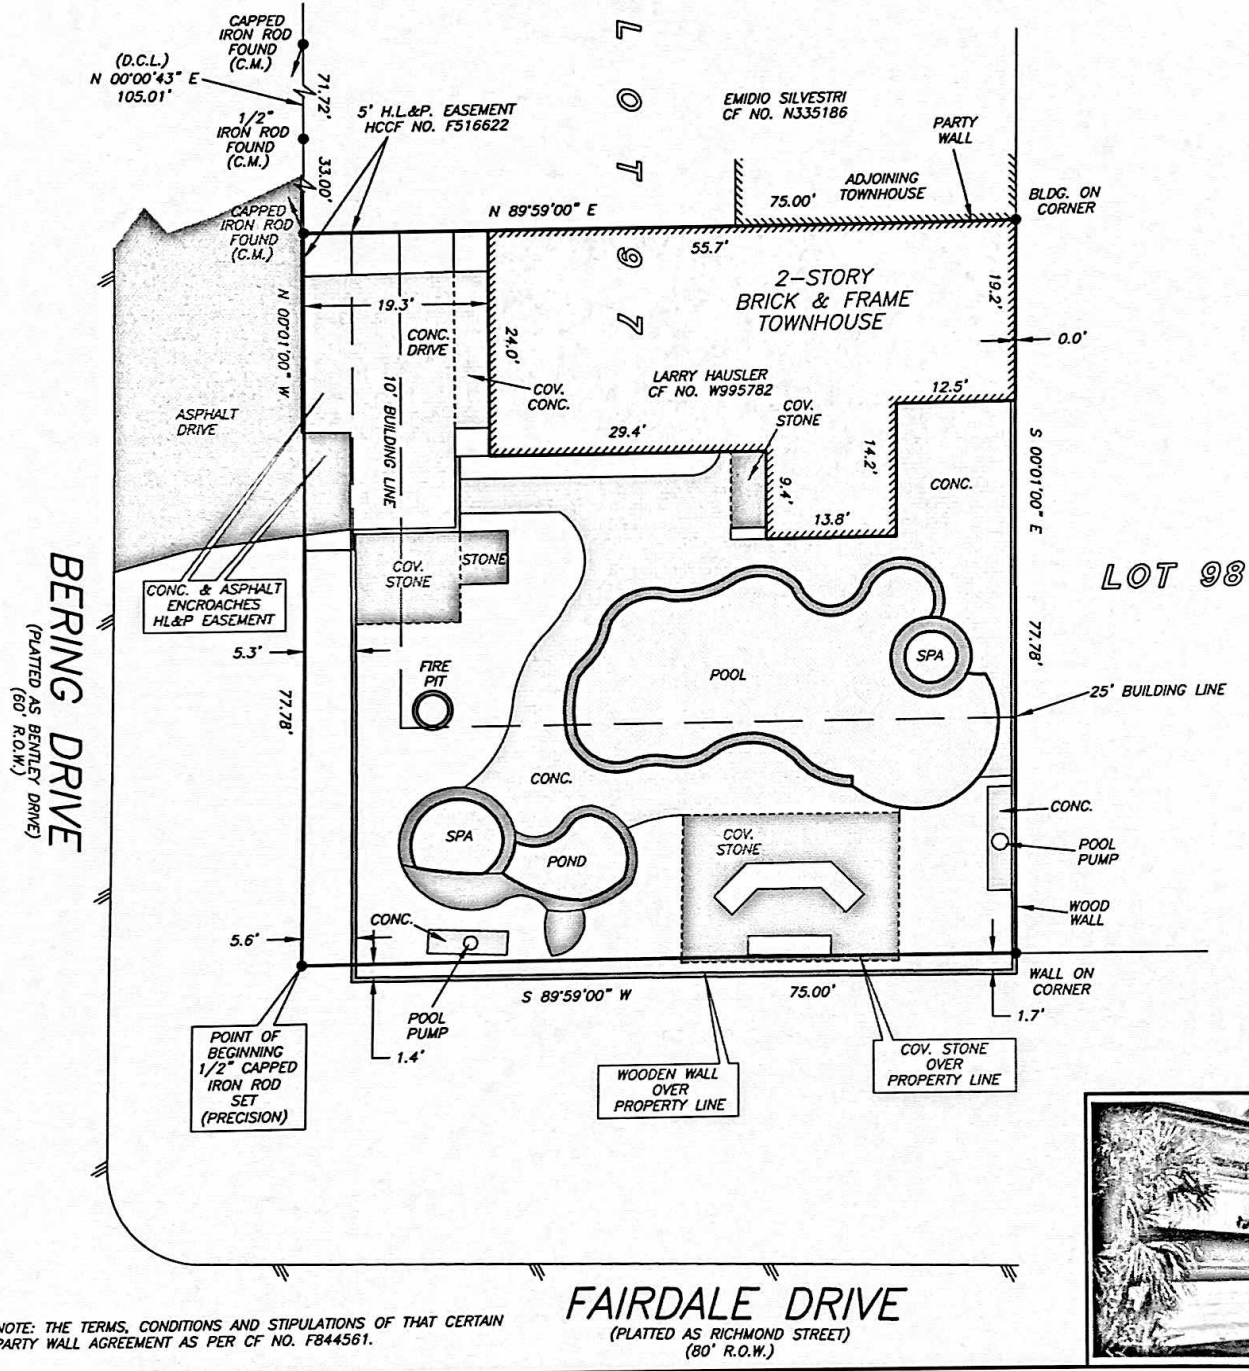 CAPPED
IRON ROD
FOUND
(C.M.)
(D.C.L.)
N 00°00'43" E
105.01'
71.72'
1/2"
IRON ROD
FOUND
(C.M.)
33.00'
5' H.L.&P. EASEMENT
HCCF NO. F516622
LOT 97
EMIDIO SILVESTRI
CF NO. N335186
PARTY
WALL
ADJOINING
TOWNHOUSE
75.00'
BLDG. ON
CORNER
CAPPED
IRON ROD
FOUND
(C.M.)
N 89°59'00" E
55.7'
2-STORY
BRICK & FRAME
TOWNHOUSE
19.2'
0.0'
19.3'
N 00°01'00" W
CONC.
DRIVE
24.0'
10' BUILDING LINE
COV.
CONC.
LARRY HAUSLER
CF NO. W995782
12.5'
COV.
STONE
29.4'
14.2'
9.4'
13.8'
CONC.
S 00°01'00" E
ASPHALT
DRIVE
COV.
STONE
STONE
CONC. & ASPHALT
ENCROACHES
HL&P EASEMENT
LOT 98
BERING DRIVE
(PLATTED AS BENTLEY DRIVE)
(60' R.O.W.)
5.3'
77.78'
FIRE
PIT
POOL
SPA
77.78'
25' BUILDING LINE
CONC.
SPA
POND
COV.
STONE
CONC.
POOL
PUMP
WOOD
WALL
CONC.
5.6'
S 89°59'00" W
75.00'
WALL ON
CORNER
1.7'
POOL
PUMP
1.4'
POINT OF
BEGINNING
1/2" CAPPED
IRON ROD
SET
(PRECISION)
WOODEN WALL
OVER
PROPERTY LINE
COV. STONE
OVER
PROPERTY LINE
FAIRDALE DRIVE
(PLATTED AS RICHMOND STREET)
(80' R.O.W.)
NOTE: THE TERMS, CONDITIONS AND STIPULATIONS OF THAT CERTAIN
PARTY WALL AGREEMENT AS PER CF NO. F844561.